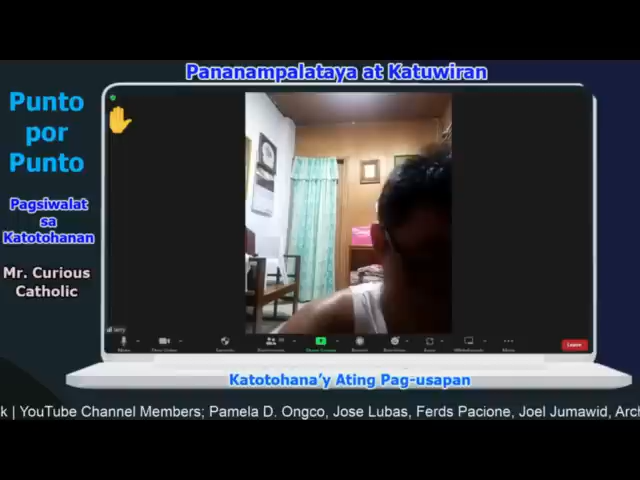 Pananampalataya at Katuwiran
Punto
por
Punto
Pagsiwalat
sa
Katotohanan
Mr. Curious
Catholic
Leave
Katotohana'y Ating Pag-usapan
k | YouTube Channel Members; Pamela D. Ongco, Jose Lubas, Ferds Pacione, Joel Jumawid, Arch